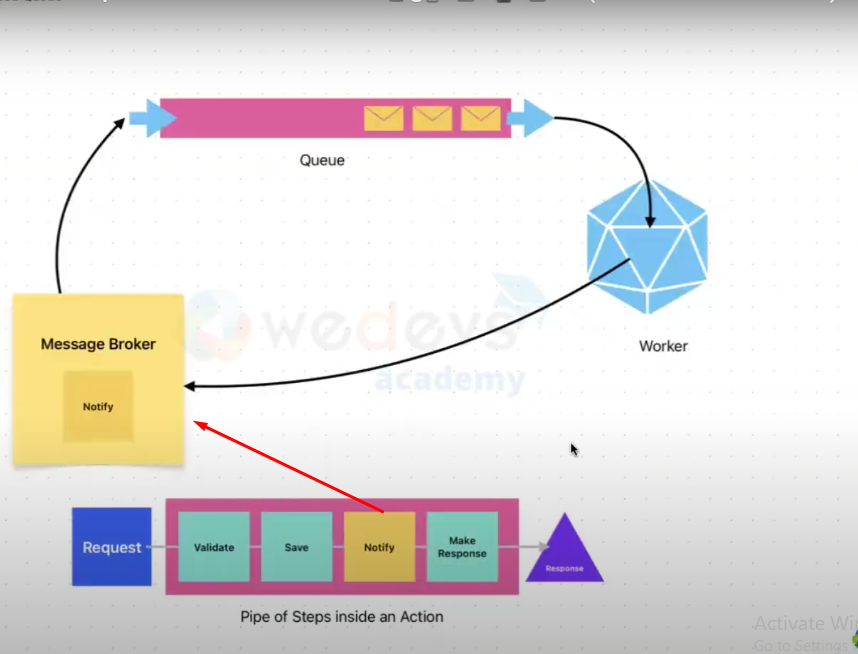 Queue
Message Broker
Notify
Worker
wedevs
academy
Request
Validate
Save
Notify
Make
Response
Response
Pipe of Steps inside an Action
Activate Wi
Go to Settings